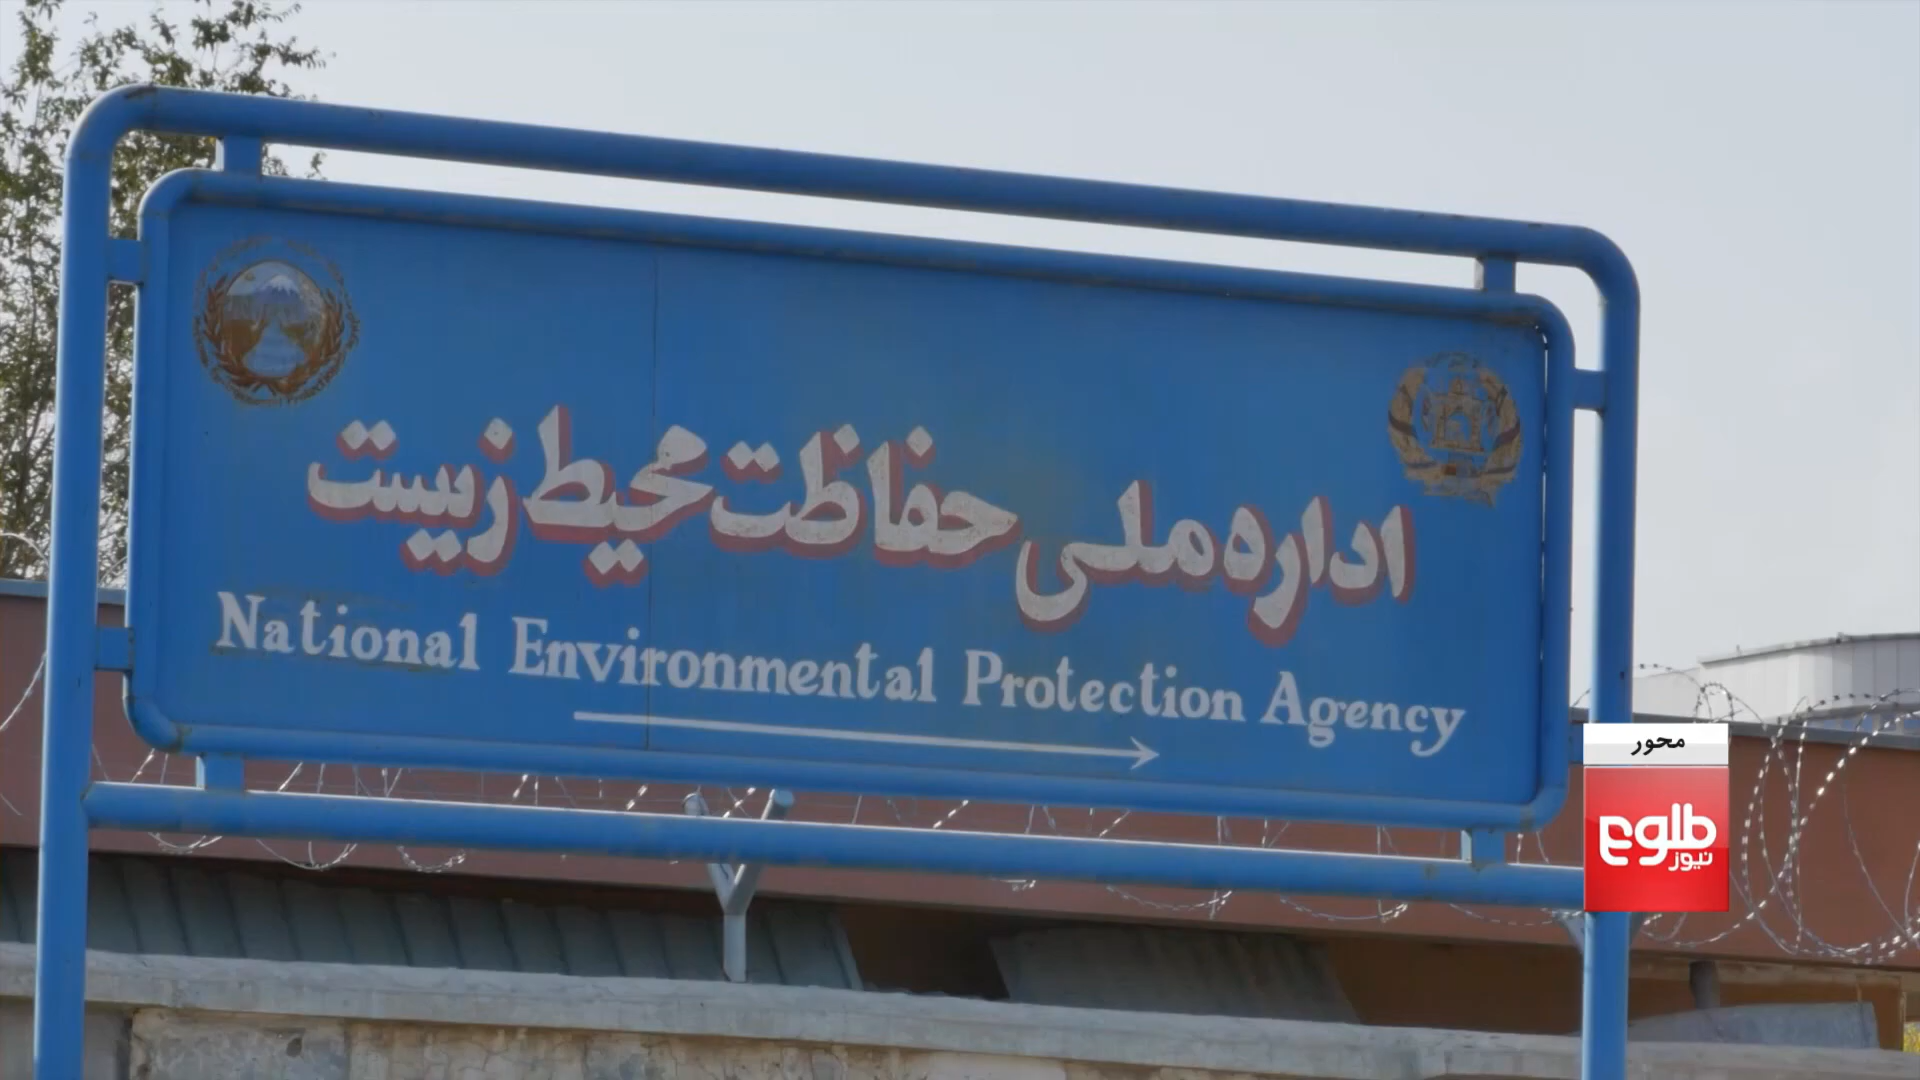 اداره ملی حفاظت محیط زیست
National Environmental Protection Agency
محور
طلوع
نیوز